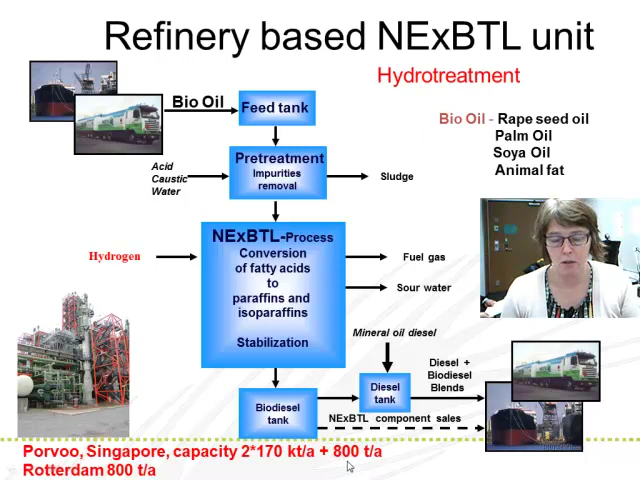 Refinery based NExBTL unit
Hydrotreatment
Bio Oil
Feed tank
Bio Oil - Rape seed oil
Palm Oil
Soya Oil
Animal fat
Acid
Caustic
Water
Pretreatment
Impurities
removal
Sludge
Hydrogen
NExBTL-Process
Conversion
of fatty acids
to
paraffins and
isoparaffins
Stabilization
Fuel gas
Sour water
Mineral oil diesel
Diesel
tank
Diesel +
Biodiesel
Blends
Biodiesel
tank
NExBTL component sales
Porvoo, Singapore, capacity 2*170 kt/a + 800 t/a
Rotterdam 800 t/a